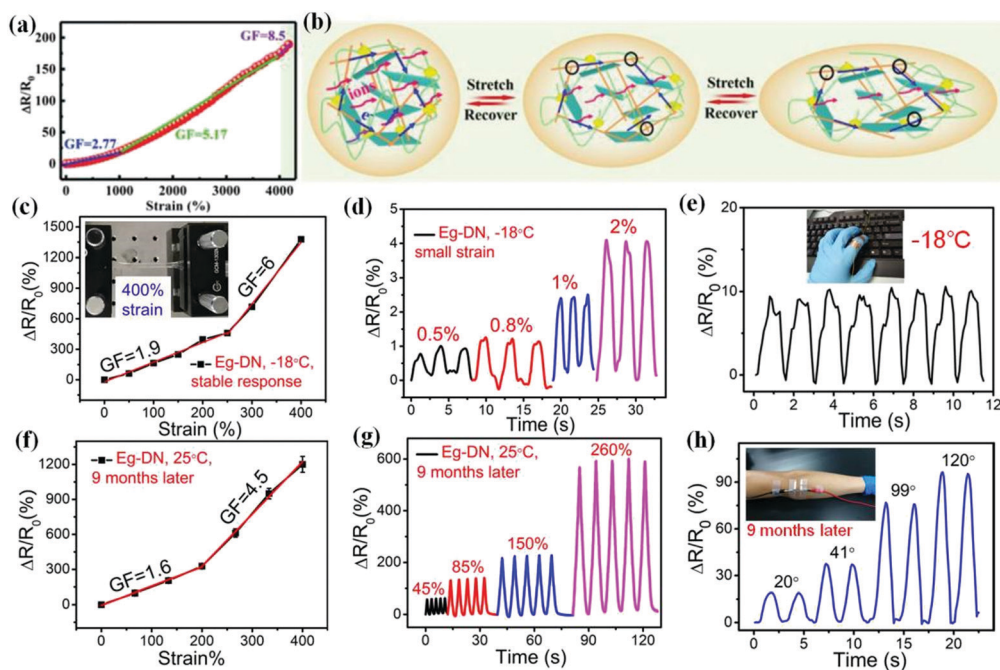 (a)
200
150
100
50
0
ΔR/R₀
GF=8.5
GF=5.17
GF=2.77
0 1000 2000 3000 4000
Strain (%)
(b)
ions
e⁻
Stretch
Recover
Stretch
Recover
(c)
1500
1200
900
600
300
0
ΔR/R₀(%)
400%
strain
GF=6
GF=1.9
Eg-DN, -18°C,
stable response
0 100 200 300 400
Strain (%)
(d)
5
4
3
2
1
0
ΔR/R₀ (%)
Eg-DN, -18°C
small strain
2%
1%
0.5%
0.8%
0 5 10 15 20 25 30
Time (s)
(e)
20
10
0
ΔR/R₀ (%)
-18°C
0 2 4 6 8 10 12
Time (s)
(f)
1200
900
600
300
0
ΔR/R₀(%)
Eg-DN, 25°C,
9 months later
GF=4.5
GF=1.6
0 100 200 300 400
Strain%
(g)
600
400
200
0
ΔR/R₀ (%)
Eg-DN, 25°C,
9 months later
260%
150%
85%
45%
0 30 60 90 120
Time (s)
(h)
90
75
60
45
30
15
0
ΔR/R₀ (%)
9 months later
120°
99°
41°
20°
0 5 10 15 20
Time (s)